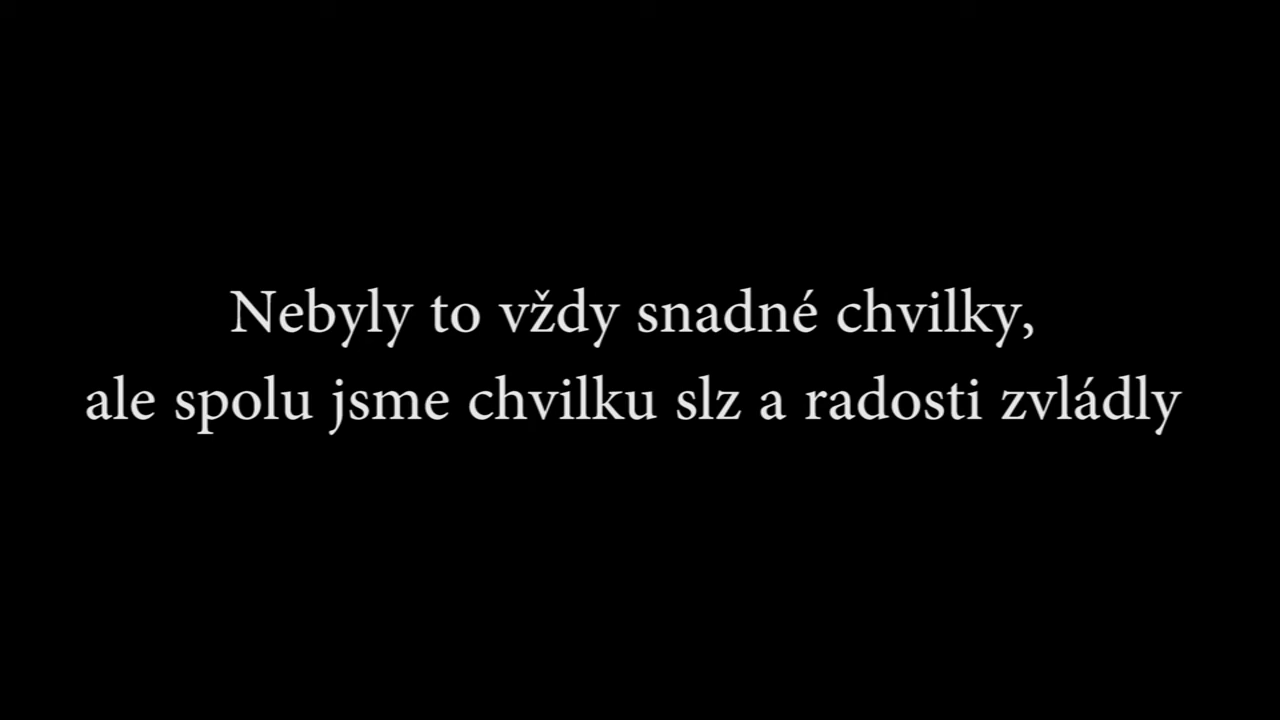 Nebyly to vždy snadné chvilky,
ale spolu jsme chvilku slz a radosti zvládly